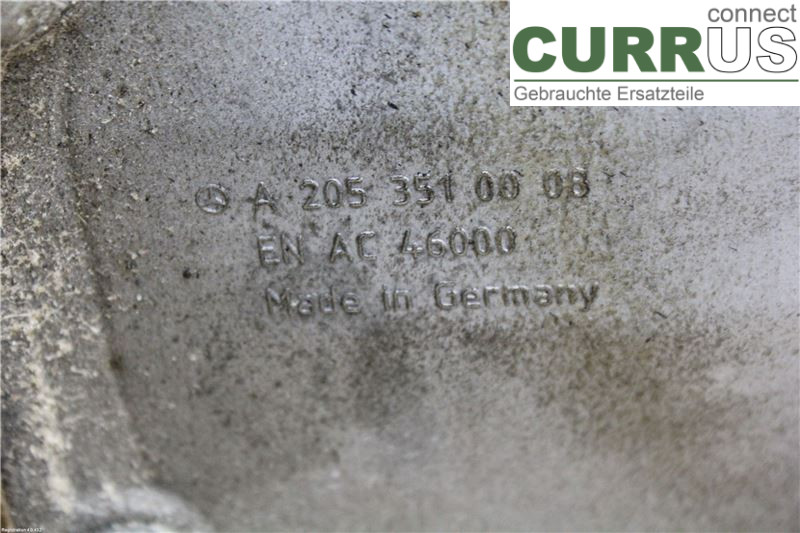 connect
CURRUS
Gebrauchte Ersatzteile
A 205 351 00 08
EN AC 46000
Made in Germany